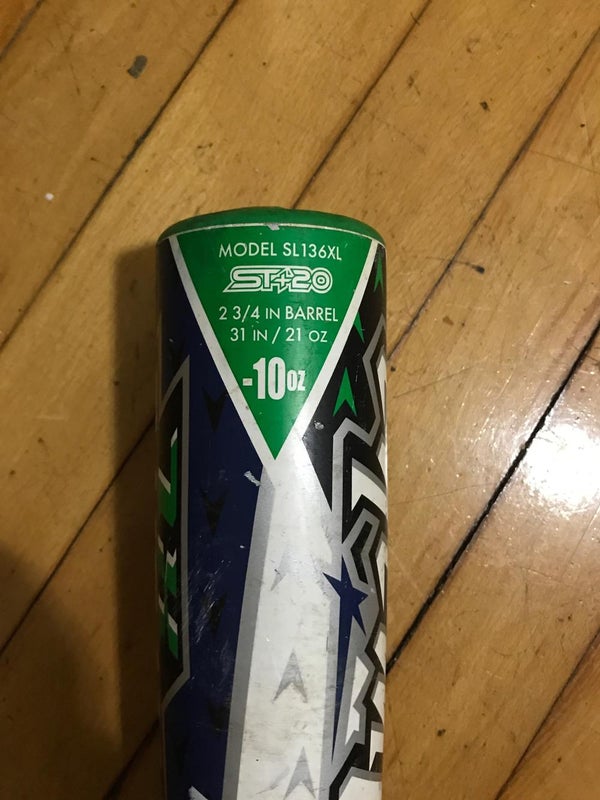 MODEL SL136XL
ST+20
2 3/4 IN BARREL
31 IN / 21 OZ
-10OZ